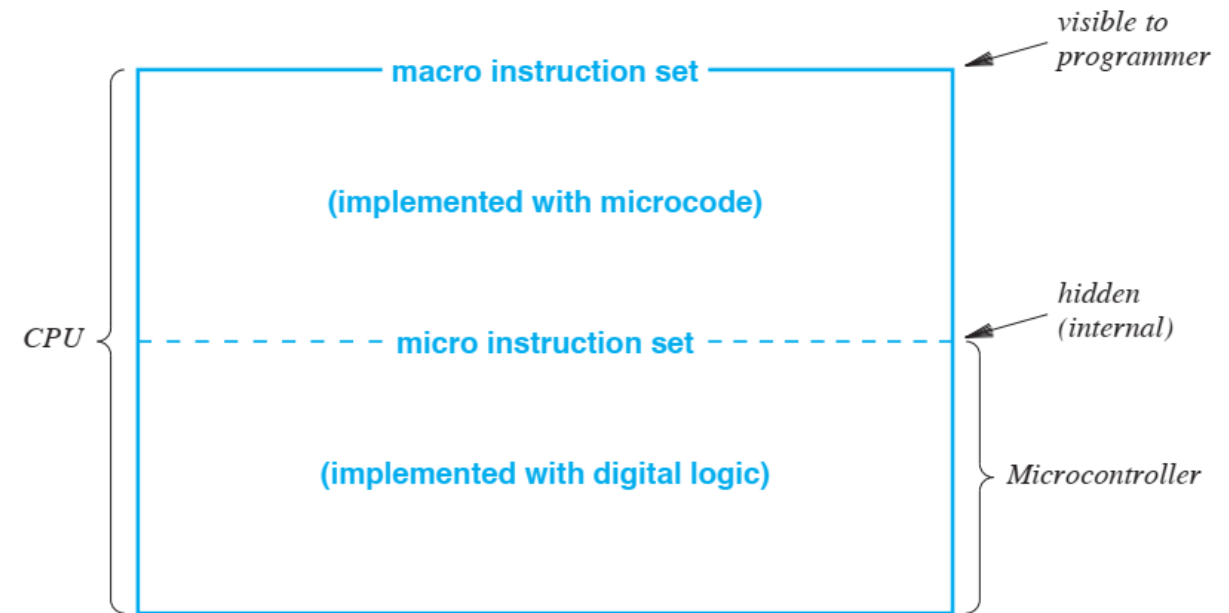 visible to
programmer
macro instruction set
(implemented with microcode)
hidden
(internal)
CPU
micro instruction set
(implemented with digital logic)
Microcontroller